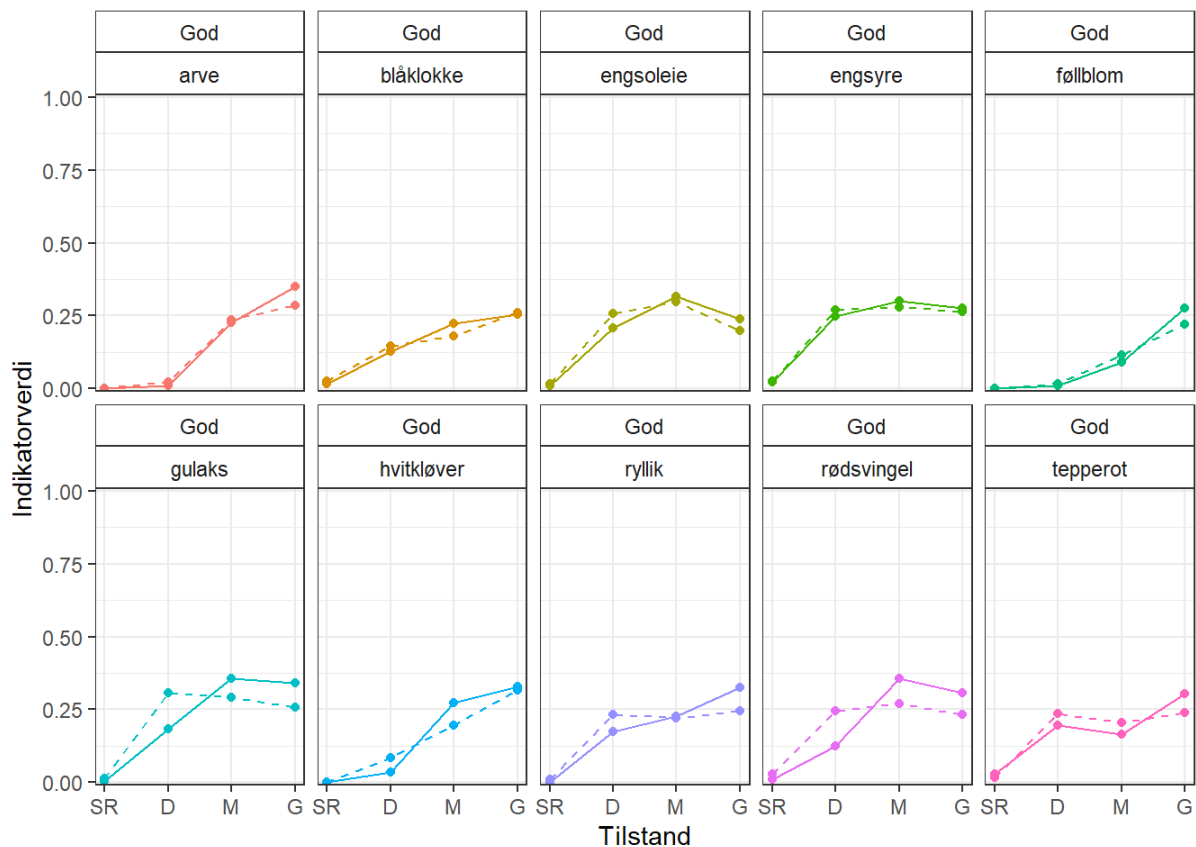 God God God God God
arve blåklokke engsoleie engsyre føllblom
1.00
0.75
0.50
0.25
0.00
God God God God God
gulaks hvitkløver ryllik rødsvingel tepperot
1.00
0.75
0.50
0.25
0.00
Indikatorverdi
SR D M G SR D M G SR D M G SR D M G SR D M G
Tilstand